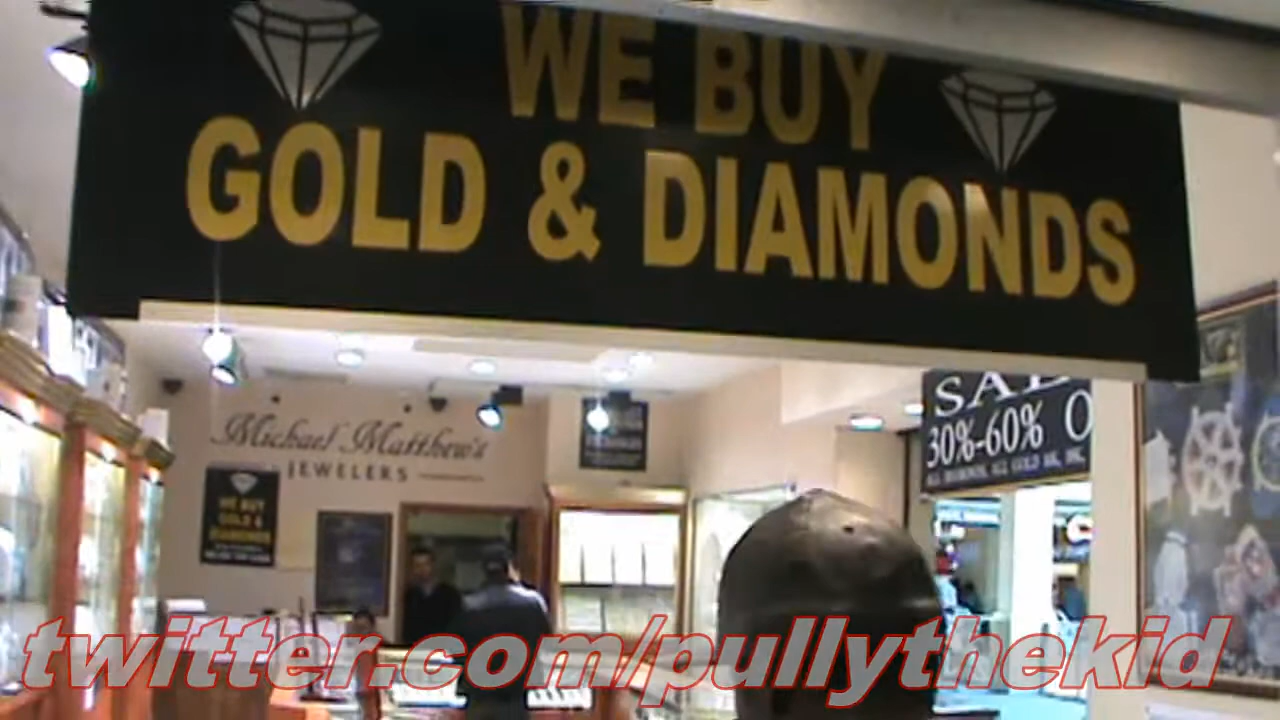 WE BUY
GOLD & DIAMONDS
Michael Matthew's
JEWELERS
WE BUY
GOLD &
DIAMONDS
30%-60%
twitter.com/pullythekid